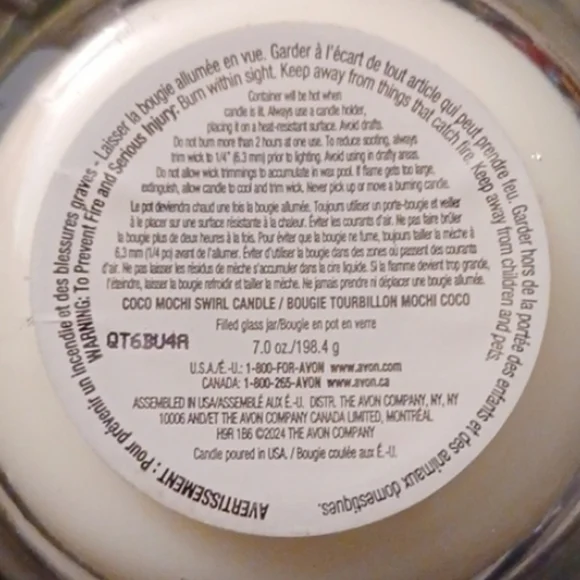 AVERTISSEMENT : Pour prévenir un incendie et des blessures graves - Laisser la bougie allumée en vue. Garder à l'écart de tout article qui peut prendre feu. Garder hors de la portée des enfants et des animaux domestiques.
WARNING: To Prevent Fire and Serious Injury: Burn within sight. Keep away from things that catch fire. Keep away from children and pets.
Container will be hot when
candle is lit. Always use a candle holder,
placing it on a heat-resistant surface. Avoid drafts.
Do not burn more than 2 hours at one use. To reduce sooting, always
trim wick to 1/4" (6.3 mm) prior to lighting. Avoid using in drafty areas.
Do not allow wick trimmings to accumulate in wax pool. If flame gets too large,
extinguish, allow candle to cool and trim wick. Never pick up or move a burning candle.
Le pot deviendra chaud une fois la bougie allumée. Toujours utiliser un porte-bougie et veiller
à le placer sur une surface résistante à la chaleur. Éviter les courants d'air. Ne pas faire brûler
la bougie plus de deux heures à la fois. Pour éviter que la bougie ne fume, toujours tailler la mèche à
6,3 mm (1/4 po) avant de l'allumer. Éviter d'utiliser la bougie dans des zones où passent des courants
d'air. Ne pas laisser les résidus de mèche s'accumuler dans la cire liquide. Si la flamme devient trop grande,
l'éteindre, laisser la bougie refroidir et tailler la mèche. Ne jamais prendre ni déplacer une bougie allumée.
COCO MOCHI SWIRL CANDLE / BOUGIE TOURBILLON MOCHI COCO
Filled glass jar/Bougie en pot en verre
QT6BU4A
7.0 oz./198.4 g
U.S.A./É.-U.: 1-800-FOR-AVON www.avon.com
CANADA: 1-800-265-AVON www.avon.ca
ASSEMBLED IN USA/ASSEMBLÉ AUX É.-U. DISTR. THE AVON COMPANY, NY, NY
10006 AND/ET THE AVON COMPANY CANADA LIMITED, MONTRÉAL
H9R 1B6 ©2024 THE AVON COMPANY
Candle poured in USA. / Bougie coulée aux É.-U.